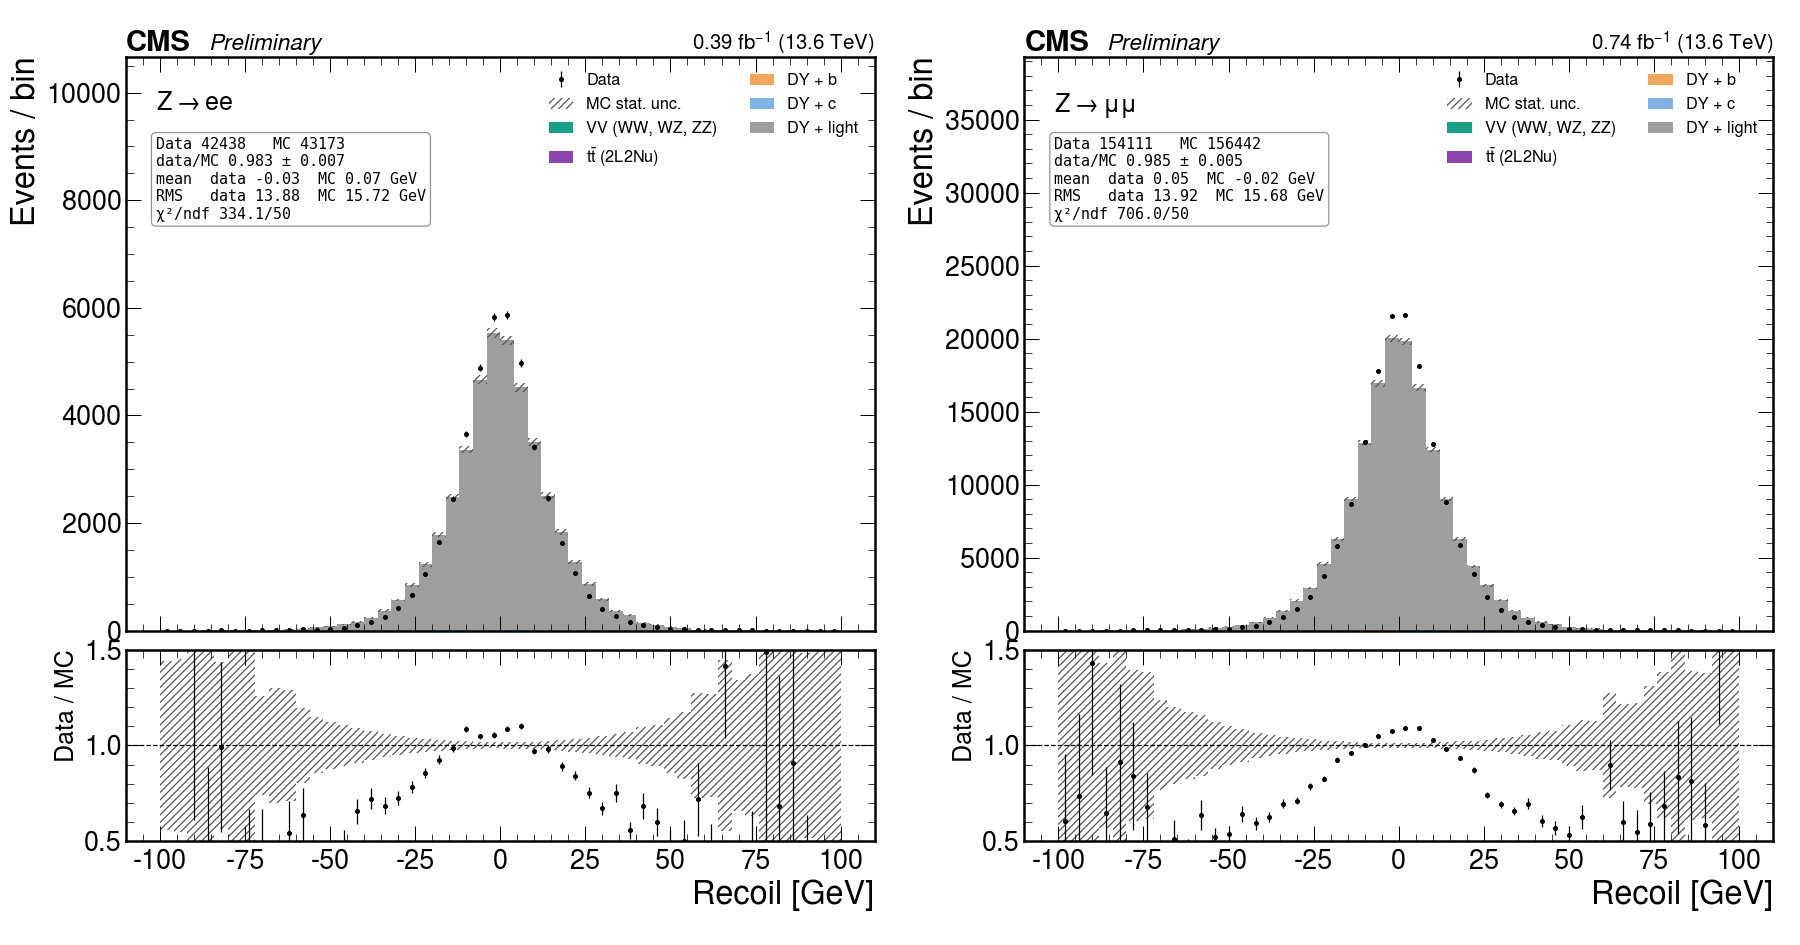 CMS Preliminary 0.39 fb⁻¹ (13.6 TeV)
Events / bin
Z → ee
Data
MC stat. unc.
VV (WW, WZ, ZZ)
tt̄ (2L2Nu)
DY + b
DY + c
DY + light
Data 42438 MC 43173
data/MC 0.983 ± 0.007
mean data -0.03 MC 0.07 GeV
RMS data 13.88 MC 15.72 GeV
χ²/ndf 334.1/50
10000
8000
6000
4000
2000
0
Data / MC
1.5
1.0
0.5
-100 -75 -50 -25 0 25 50 75 100
Recoil [GeV]
CMS Preliminary 0.74 fb⁻¹ (13.6 TeV)
Events / bin
Z → μμ
Data
MC stat. unc.
VV (WW, WZ, ZZ)
tt̄ (2L2Nu)
DY + b
DY + c
DY + light
Data 154111 MC 156442
data/MC 0.985 ± 0.005
mean data 0.05 MC -0.02 GeV
RMS data 13.92 MC 15.68 GeV
χ²/ndf 706.0/50
35000
30000
25000
20000
15000
10000
5000
0
Data / MC
1.5
1.0
0.5
-100 -75 -50 -25 0 25 50 75 100
Recoil [GeV]